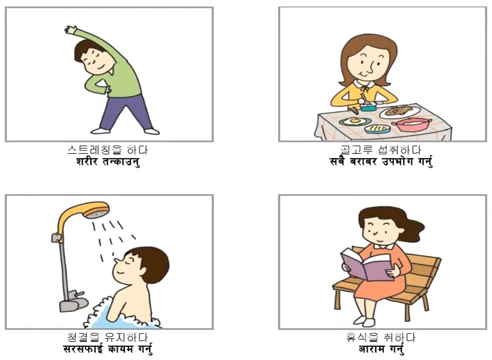 스트레칭을 하다
शरीर तन्काउनु
골고루 섭취하다
सबै बराबर उपभोग गर्नु
청결을 유지하다
सरसफाई कायम गर्नु
휴식을 취하다
आराम गर्नु